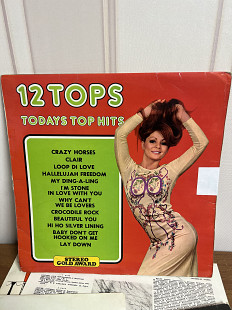 12 TOPS
TODAYS TOP HITS
CRAZY HORSES
CLAIR
LOOP DI LOVE
HALLELUJAH FREEDOM
MY DING-A-LING
I'M STONE
IN LOVE WITH YOU
WHY CAN'T
WE BE LOVERS
CROCODILE ROCK
BEAUTIFUL YOU
HI HO SILVER LINING
BABY DON'T GET
HOOKED ON ME
LAY DOWN
STEREO
GOLD AWARD